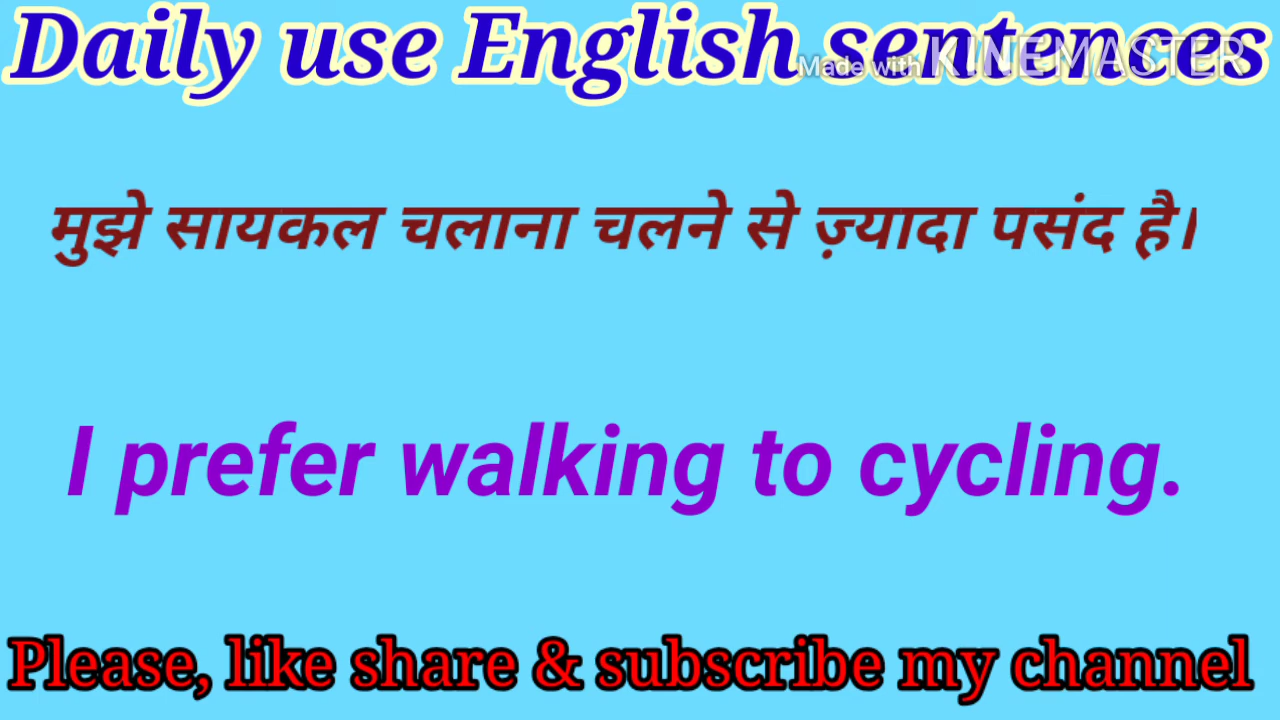 Daily use English sentences
Made with KINEMASTER
मुझे सायकल चलाना चलने से ज़्यादा पसंद है।
I prefer walking to cycling.
Please, like share & subscribe my channel